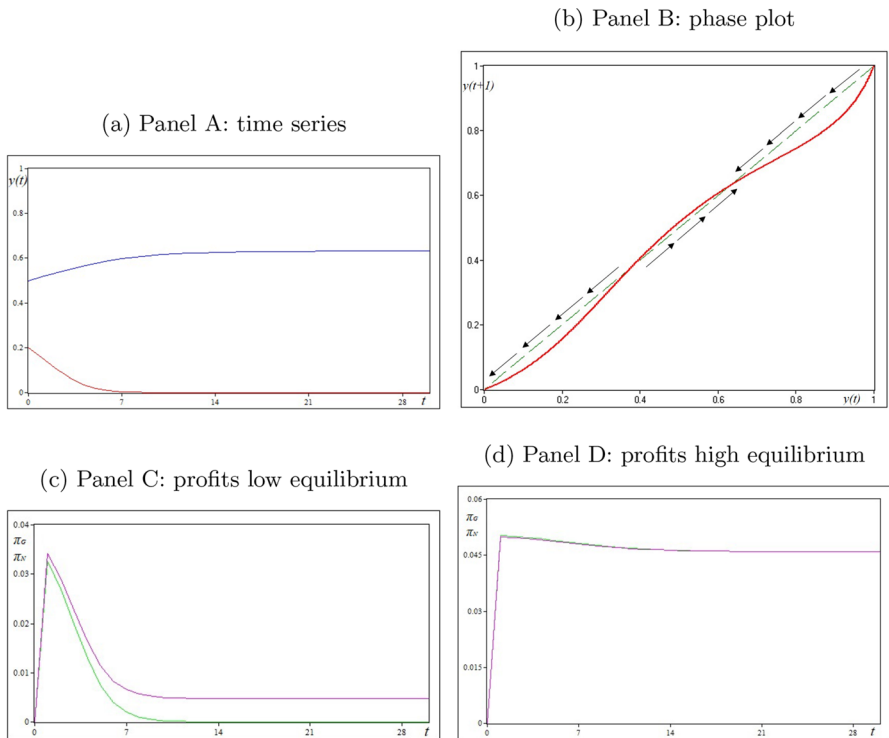 (a) Panel A: time series
y(t)
1
0.8
0.6
0.4
0.2
0
0 7 14 21 28 t
(b) Panel B: phase plot
y(t+1)
1
0.8
0.6
0.4
0.2
0
0 0.2 0.4 0.6 0.8 1
y(t)
(c) Panel C: profits low equilibrium
0.04
π_G
π_N
0.03
0.02
0.01
0
0 7 14 21 28 t
(d) Panel D: profits high equilibrium
0.06
π_G
π_N
0.045
0.03
0.015
0
0 7 14 21 28 t